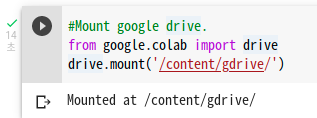 #Mount google drive.
14 from google.colab import drive
초 drive.mount('/content/gdrive/')
Mounted at /content/gdrive/